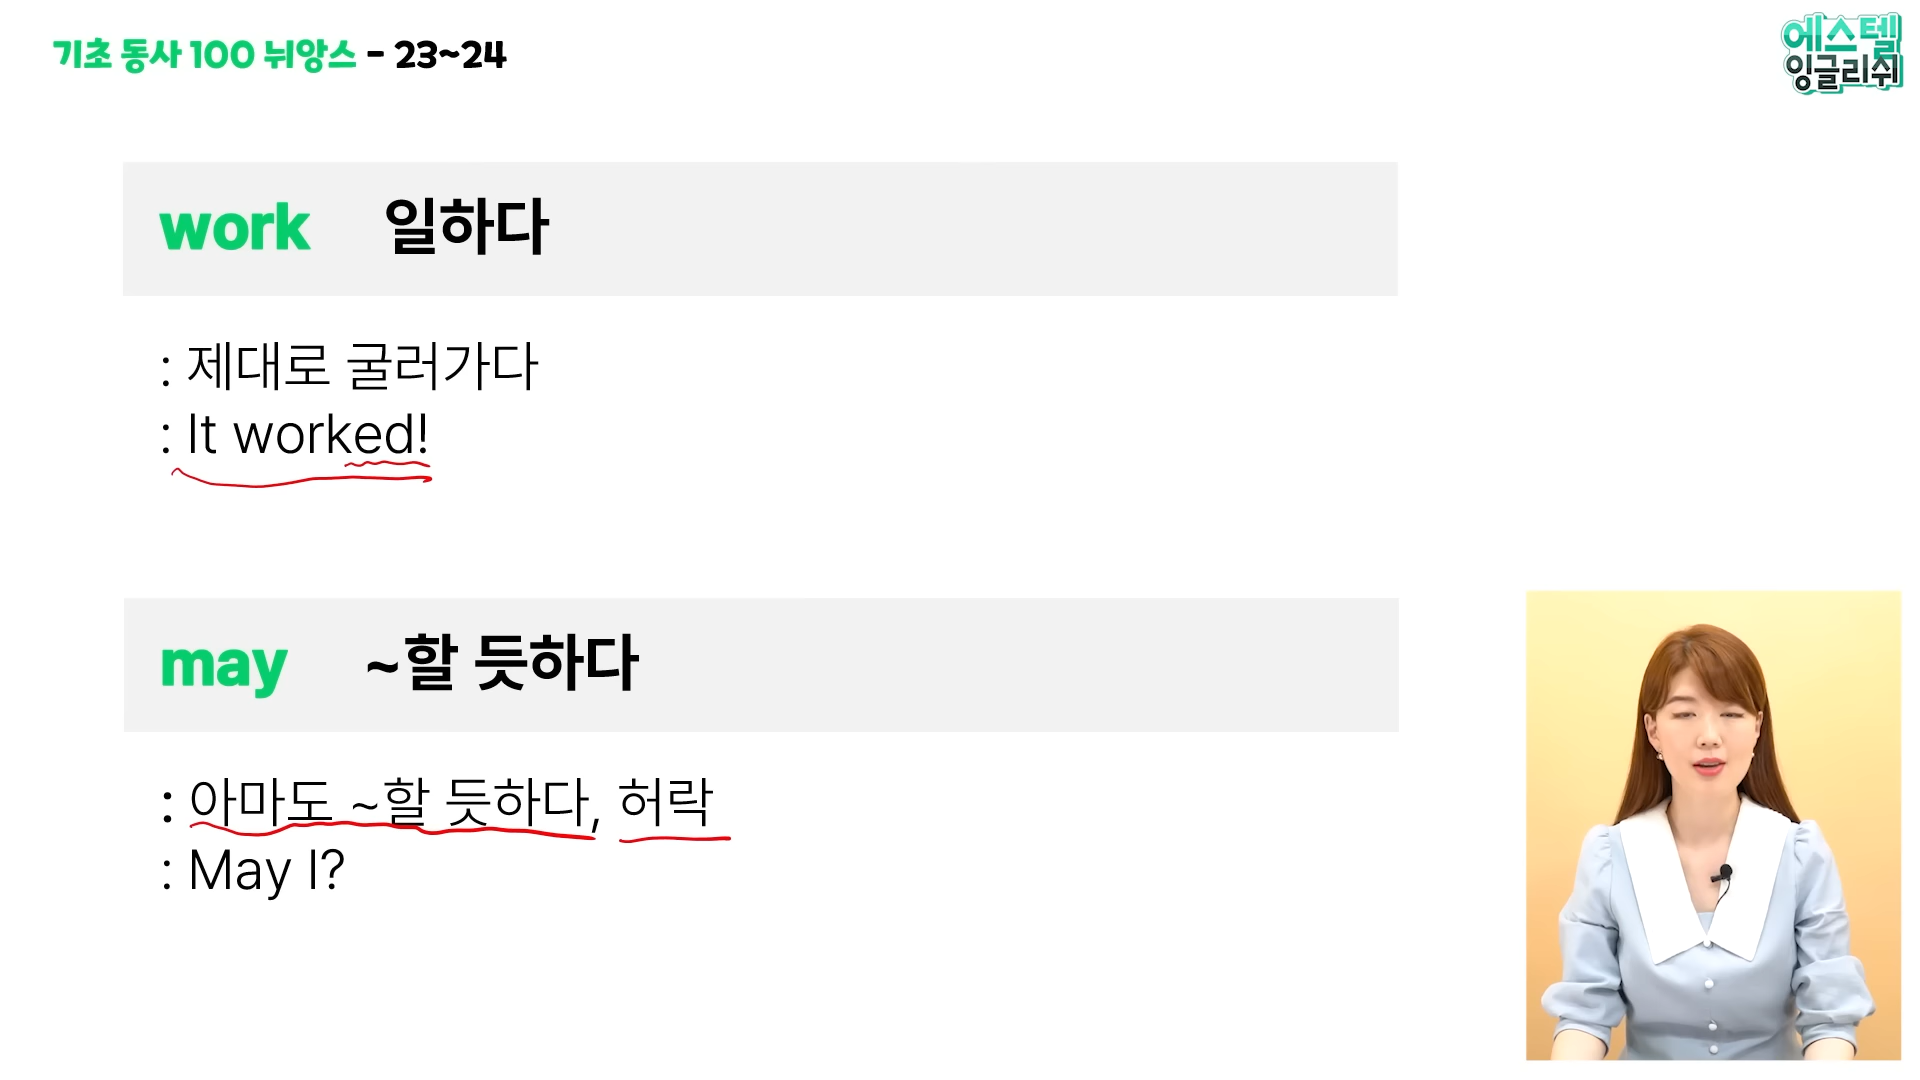 기초 동사 100 뉘앙스 - 23~24
에스텔
잉글리쉬
work 일하다
: 제대로 굴러가다
: It worked!
may ~할 듯하다
: 아마도 ~할 듯하다, 허락
: May I?